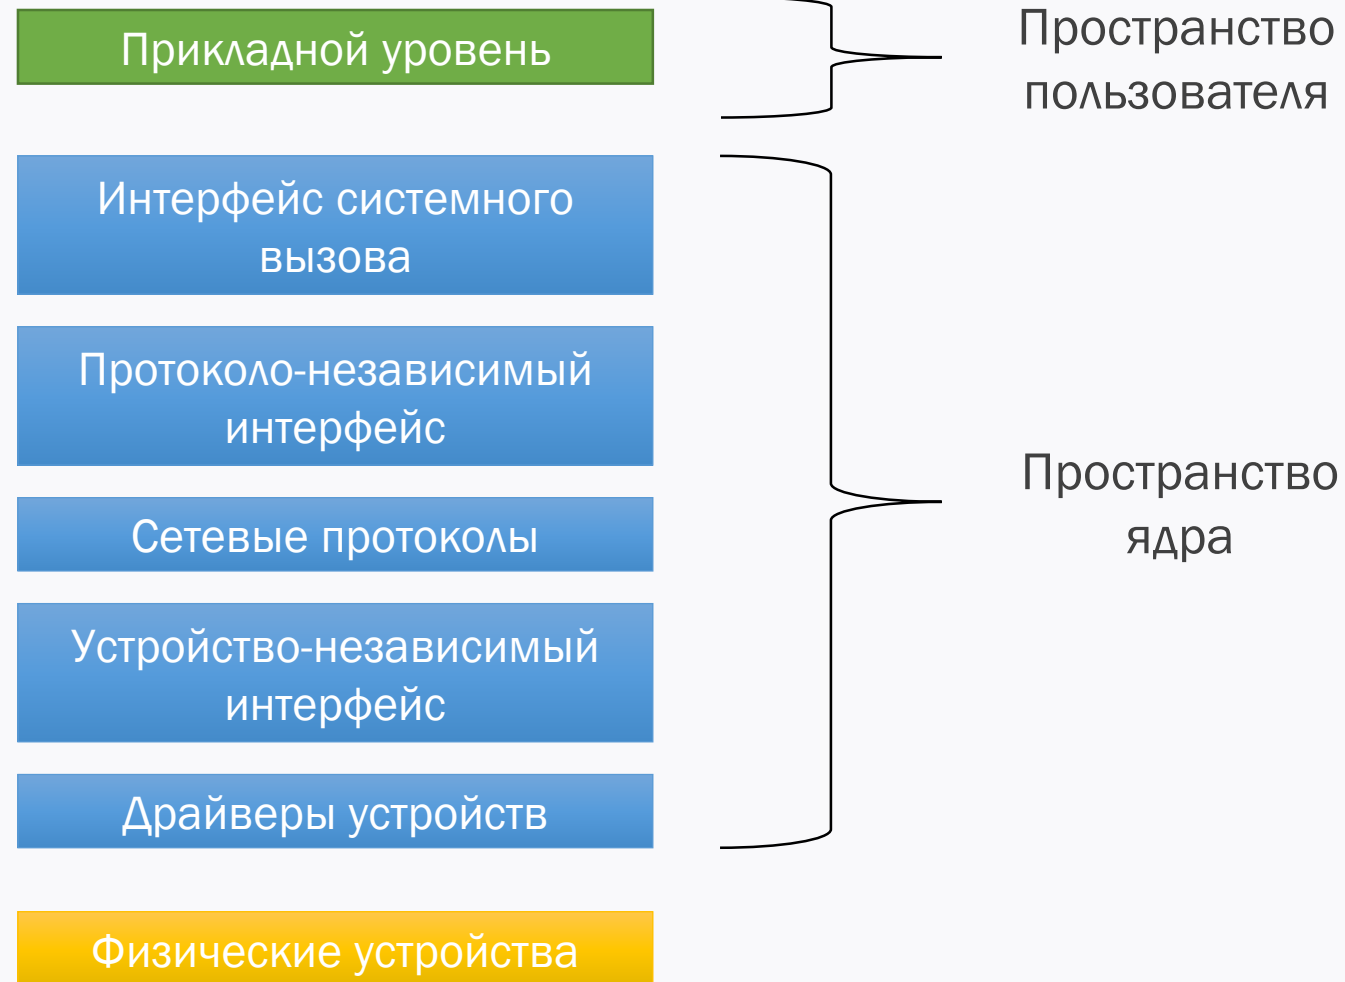 Прикладной уровень
Пространство
пользователя
Интерфейс системного
вызова
Протоколо-независимый
интерфейс
Сетевые протоколы
Устройство-независимый
интерфейс
Драйверы устройств
Пространство
ядра
Физические устройства